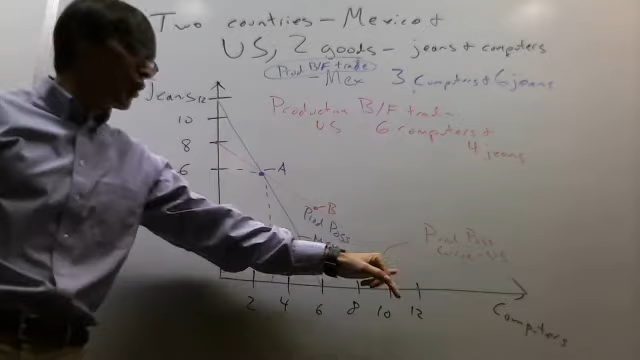 Two countries - Mexico &
US, 2 goods - jeans & computers
Prod B/F trade
- Mex 3 computers & 6 jeans
Jeans 12
Production B/F trade
US 6 computers &
4 jeans
10
8
6
A
B
Prod Poss
Prod Poss
Curve - US
2 4 6 8 10 12
Computers